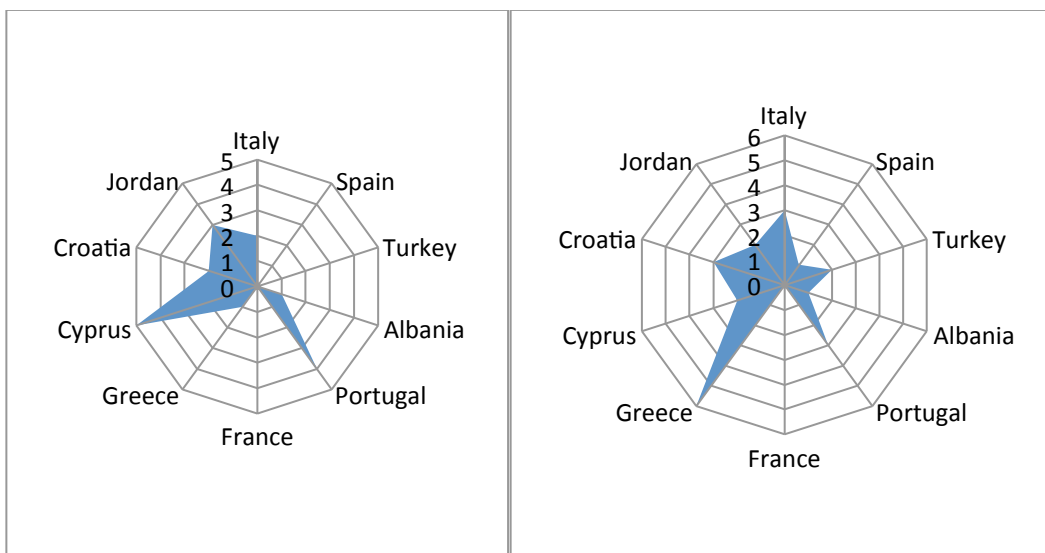 Italy
5
4
3
2
1
0
Spain
Turkey
Albania
Portugal
France
Greece
Cyprus
Croatia
Jordan
Italy
6
5
4
3
2
1
0
Spain
Turkey
Albania
Portugal
France
Greece
Cyprus
Croatia
Jordan